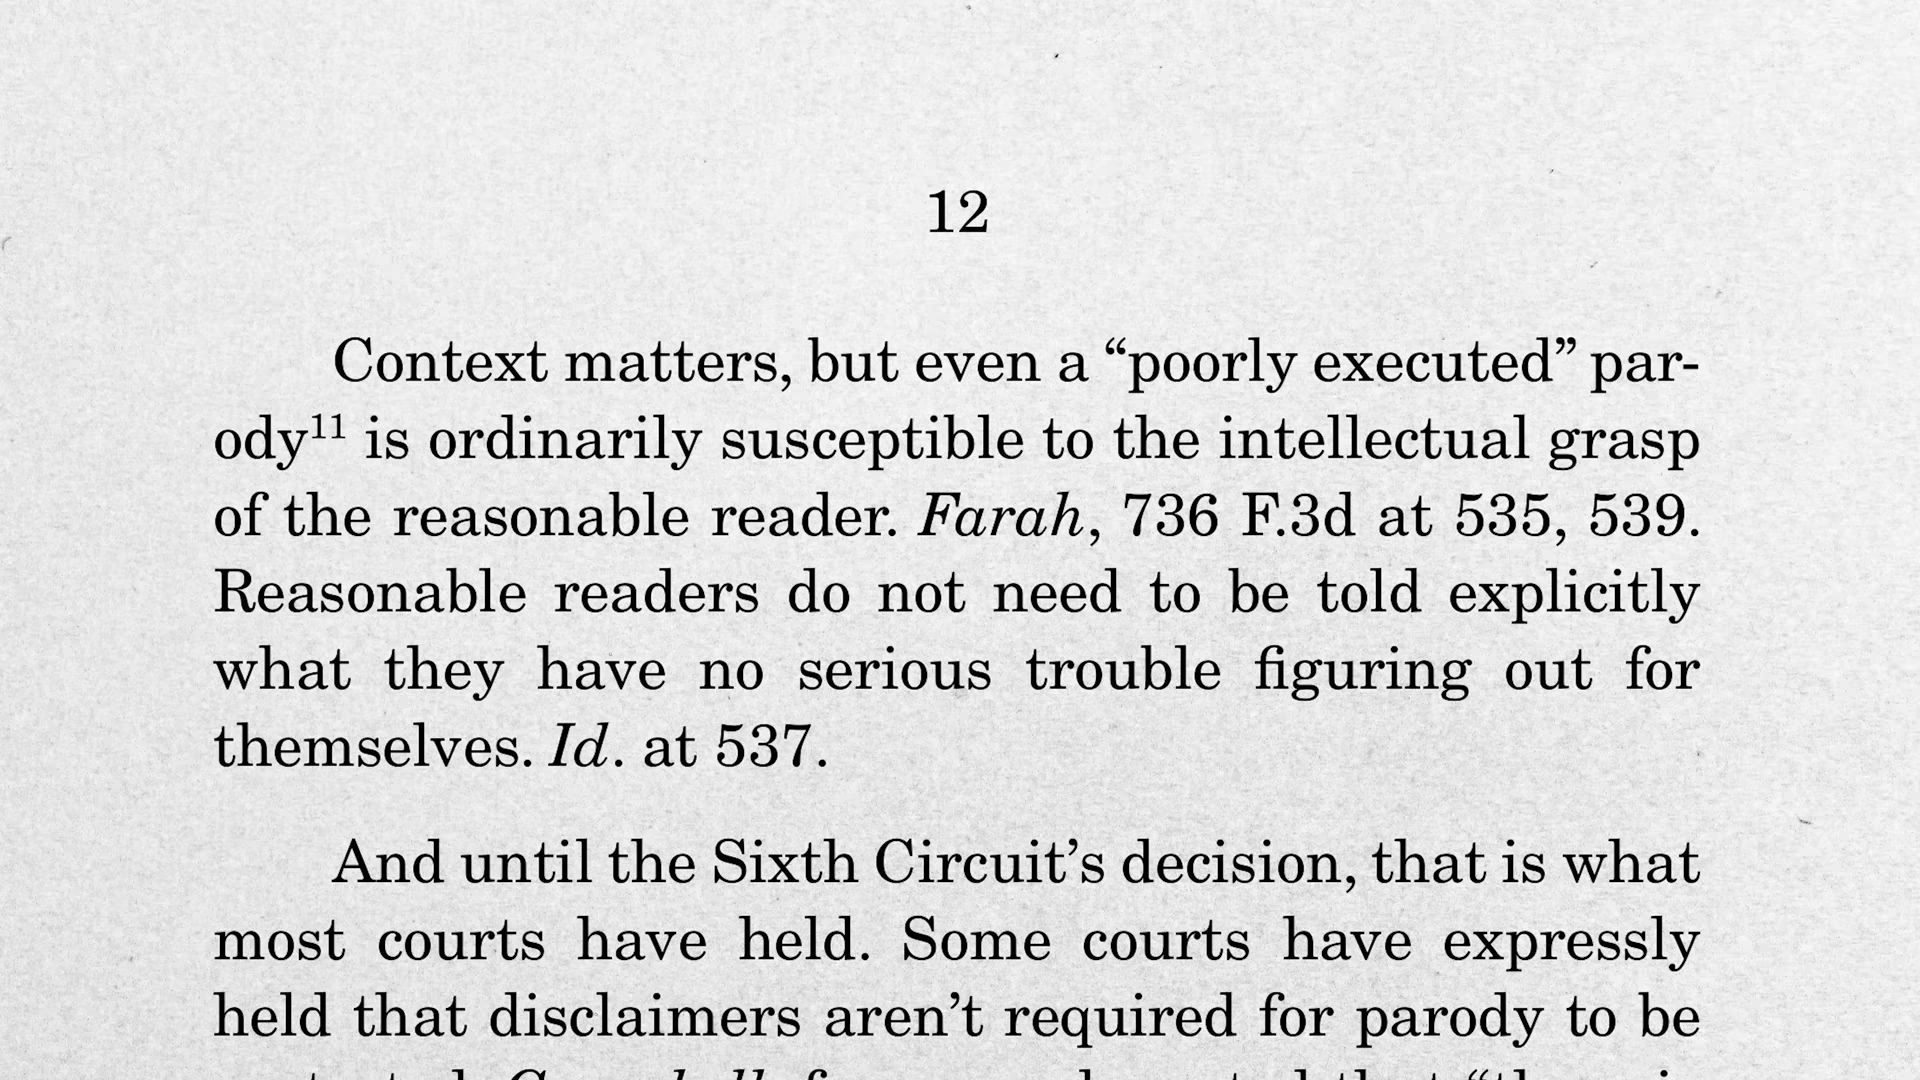 12
Context matters, but even a “poorly executed” par-
ody¹¹ is ordinarily susceptible to the intellectual grasp
of the reasonable reader. Farah, 736 F.3d at 535, 539.
Reasonable readers do not need to be told explicitly
what they have no serious trouble figuring out for
themselves. Id. at 537.
And until the Sixth Circuit’s decision, that is what
most courts have held. Some courts have expressly
held that disclaimers aren’t required for parody to be